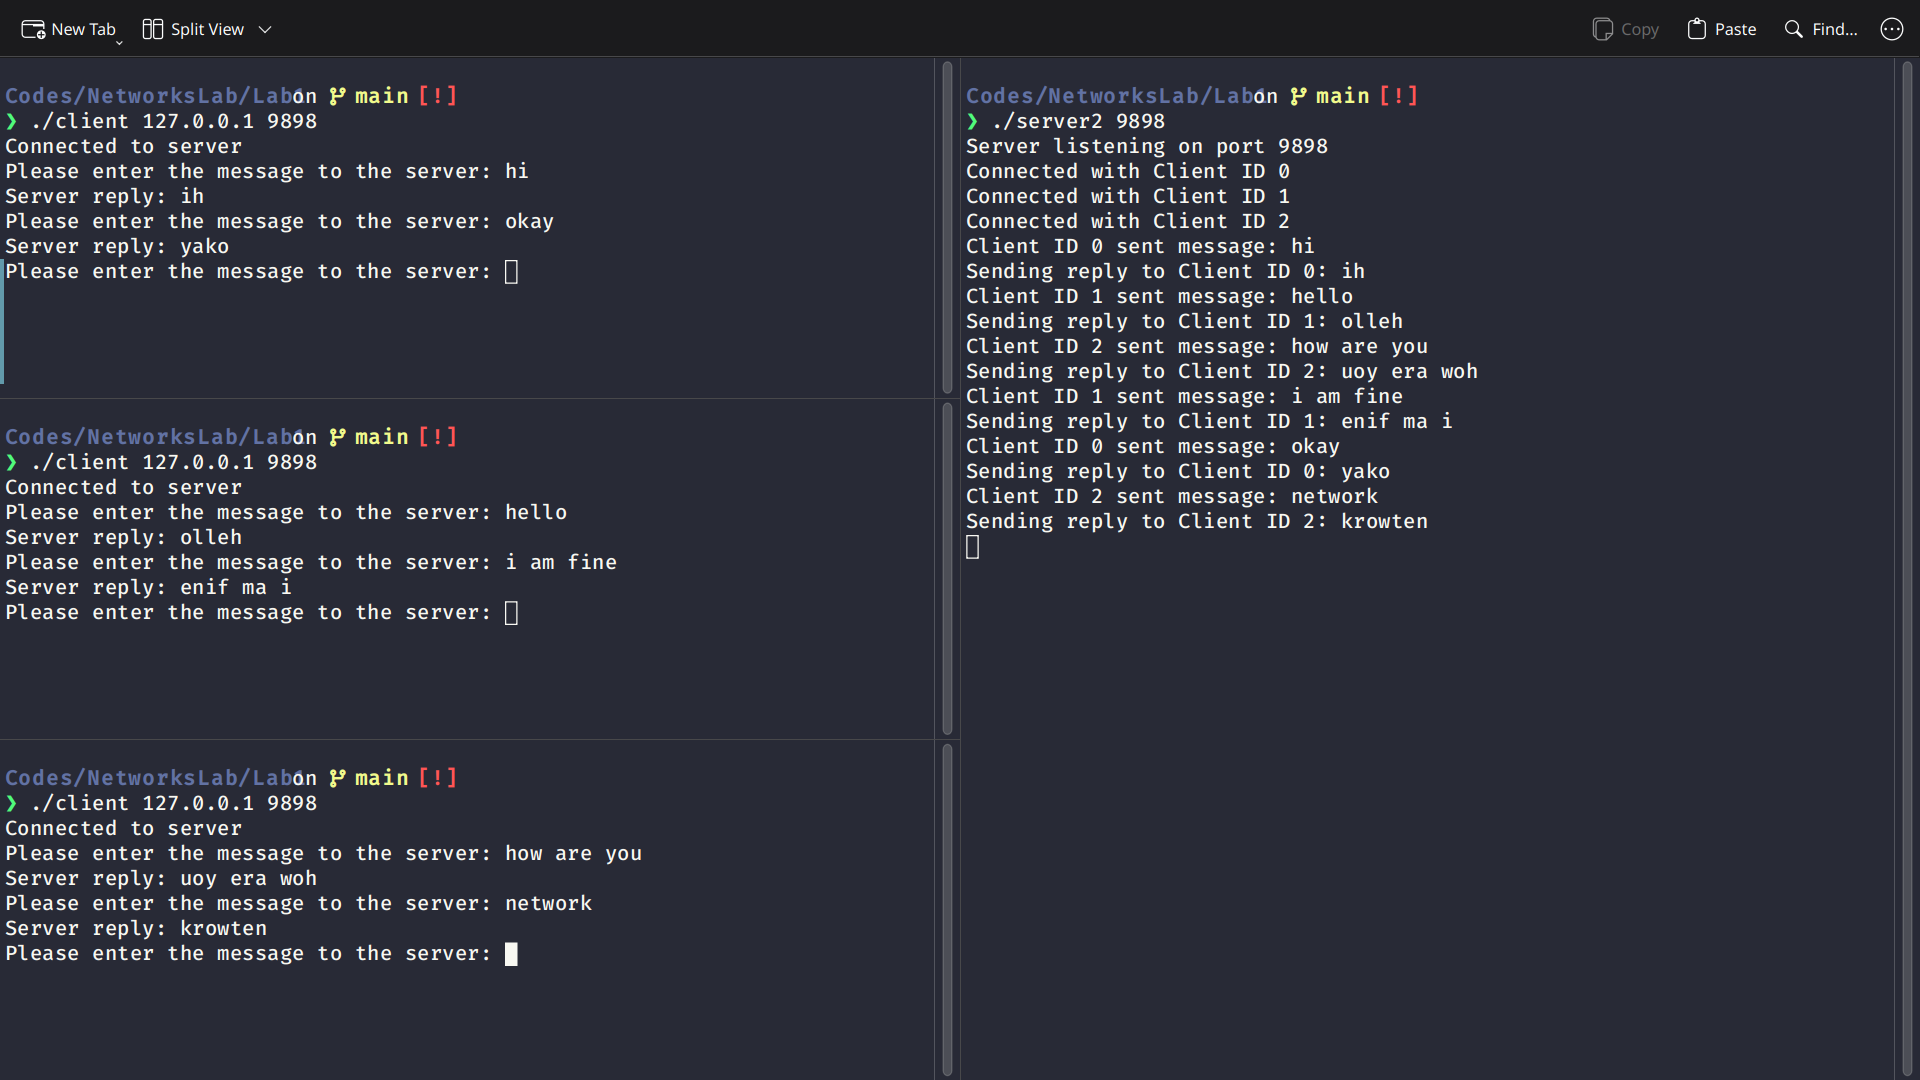 New Tab Split View Copy Paste Find...
Codes/NetworksLab/Lab on main [!]
❯ ./client 127.0.0.1 9898
Connected to server
Please enter the message to the server: hi
Server reply: ih
Please enter the message to the server: okay
Server reply: yako
Please enter the message to the server:
Codes/NetworksLab/Lab on main [!]
❯ ./client 127.0.0.1 9898
Connected to server
Please enter the message to the server: hello
Server reply: olleh
Please enter the message to the server: i am fine
Server reply: enif ma i
Please enter the message to the server:
Codes/NetworksLab/Lab on main [!]
❯ ./client 127.0.0.1 9898
Connected to server
Please enter the message to the server: how are you
Server reply: uoy era woh
Please enter the message to the server: network
Server reply: krowten
Please enter the message to the server:
Codes/NetworksLab/Lab on main [!]
❯ ./server2 9898
Server listening on port 9898
Connected with Client ID 0
Connected with Client ID 1
Connected with Client ID 2
Client ID 0 sent message: hi
Sending reply to Client ID 0: ih
Client ID 1 sent message: hello
Sending reply to Client ID 1: olleh
Client ID 2 sent message: how are you
Sending reply to Client ID 2: uoy era woh
Client ID 1 sent message: i am fine
Sending reply to Client ID 1: enif ma i
Client ID 0 sent message: okay
Sending reply to Client ID 0: yako
Client ID 2 sent message: network
Sending reply to Client ID 2: krowten